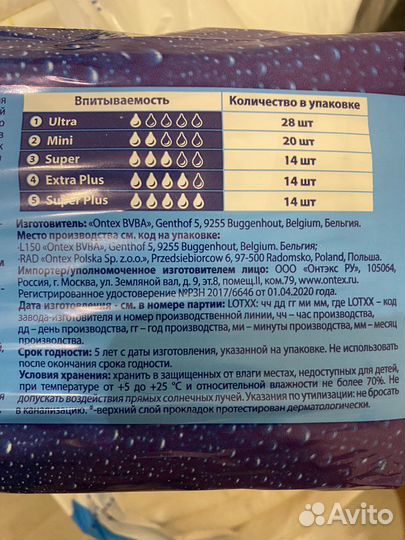 Впитываемость Количество в упаковке
1 Ultra 28 шт
2 Mini 20 шт
3 Super 14 шт
4 Extra Plus 14 шт
5 Super Plus 14 шт
Изготовитель: «Ontex BVBA», Genthof 5, 9255 Buggenhout, Belgium, Бельгия.
Место производства см. код на упаковке:
-L150 «Ontex BVBA», Genthof 5, 9255 Buggenhout, Belgium, Бельгия;
-RAD «Ontex Polska Sp. z.o.o.», Przedsiebiorcow 6, 97-500 Radomsko, Poland, Польша.
Импортер/уполномоченное изготовителем лицо: ООО «Онтэкс РУ», 105064,
Россия, г. Москва, ул. Земляной вал, д.9, эт.8, помещ.II, ком.79, www.ontex.ru.
Регистрационное удостоверение №РЗН 2017/6646 от 01.04.2020 г.
Дата изготовления - см. в номере партии: LOTXX: чч дд гг ми мм, где LOTXX – код
завода-изготовителя и номер производственной линии, чч – час производства,
дд – день производства, гг – год производства, ми – минуты производства, мм – месяц
производства.
Срок годности: 5 лет с даты изготовления, указанной на упаковке. Не использовать
после окончания срока годности.
Условия хранения: хранить в защищенных от влаги местах, недоступных для детей,
при температуре от +5 до +25 °С и относительной влажности не более 70%. Не
допускать воздействия прямых солнечных лучей. Указания по утилизации: не бросать
в канализацию. -верхний слой прокладок протестирован дерматологически.
Avito